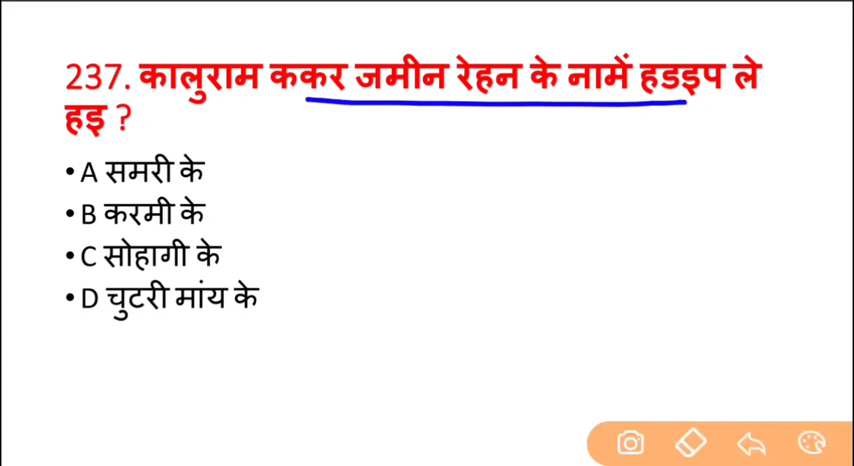 237. कालुराम ककर जमीन रेहन के नामें हडइप ले
हइ ?
• A समरी के
• B करमी के
• C सोहागी के
• D चुटरी मांय के